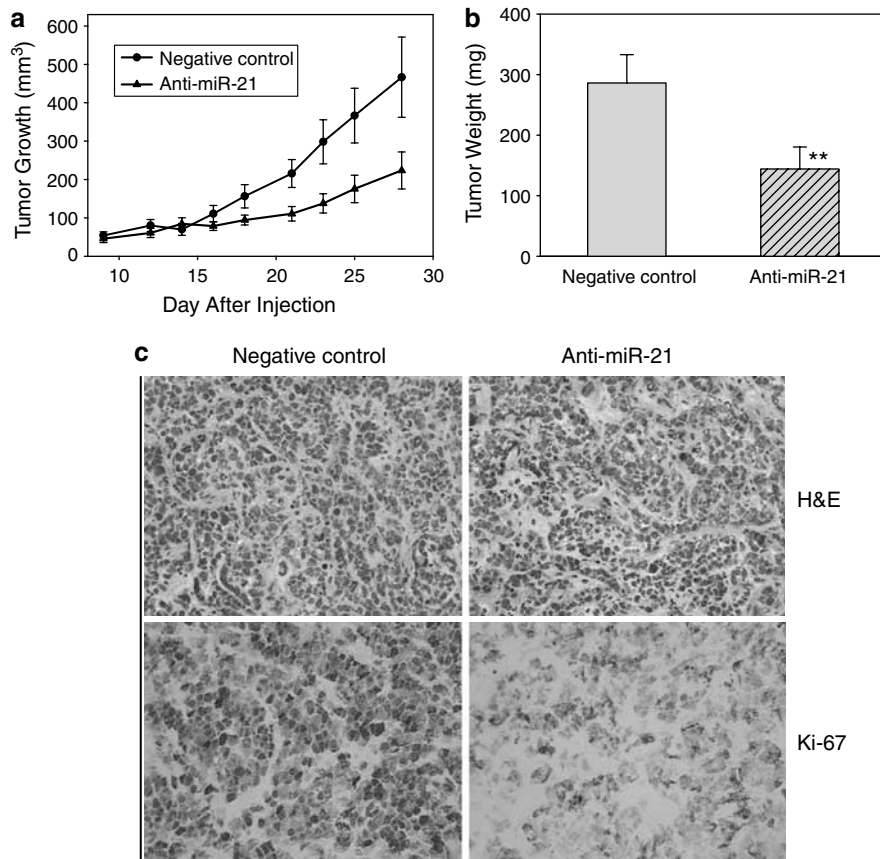 a
Tumor Growth (mm³)
600
500
400
300
200
100
0
Negative control
Anti-miR-21
10
15
20
25
30
Day After Injection
b
Tumor Weight (mg)
400
300
200
100
0
**
Negative control
Anti-miR-21
c
Negative control
Anti-miR-21
H&E
Ki-67